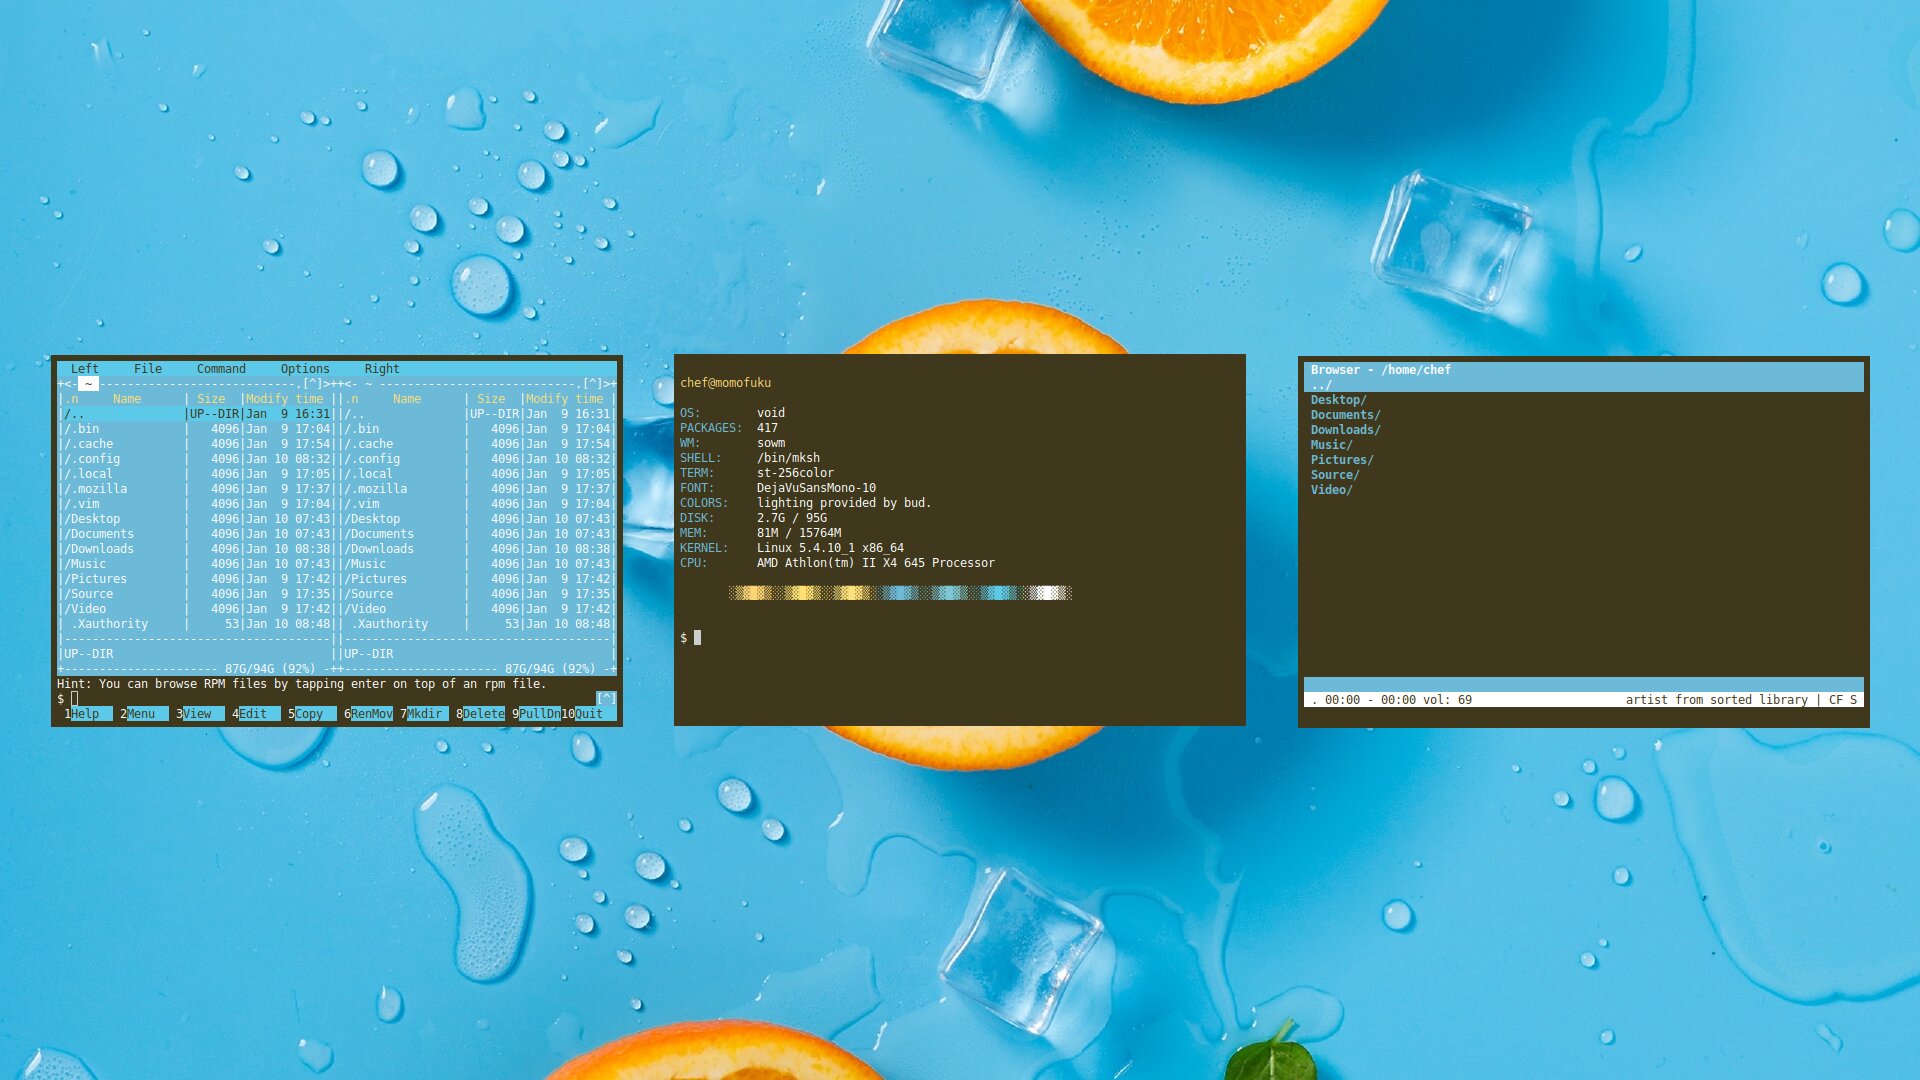 Left     File     Command     Options     Right
+<- ~ ----------------------------.[^]>++<- ~ ----------------------------.[^]>+
|.n     Name      | Size  |Modify time ||.n     Name      | Size  |Modify time |
|/..              |UP--DIR|Jan  9 16:31||/..              |UP--DIR|Jan  9 16:31|
|/.bin            |   4096|Jan  9 17:04||/.bin            |   4096|Jan  9 17:04|
|/.cache          |   4096|Jan  9 17:54||/.cache          |   4096|Jan  9 17:54|
|/.config         |   4096|Jan 10 08:32||/.config         |   4096|Jan 10 08:32|
|/.local          |   4096|Jan  9 17:05||/.local          |   4096|Jan  9 17:05|
|/.mozilla        |   4096|Jan  9 17:37||/.mozilla        |   4096|Jan  9 17:37|
|/.vim            |   4096|Jan  9 17:04||/.vim            |   4096|Jan  9 17:04|
|/Desktop         |   4096|Jan 10 07:43||/Desktop         |   4096|Jan 10 07:43|
|/Documents       |   4096|Jan 10 07:43||/Documents       |   4096|Jan 10 07:43|
|/Downloads       |   4096|Jan 10 08:38||/Downloads       |   4096|Jan 10 08:38|
|/Music           |   4096|Jan 10 07:43||/Music           |   4096|Jan 10 07:43|
|/Pictures        |   4096|Jan  9 17:42||/Pictures        |   4096|Jan  9 17:42|
|/Source          |   4096|Jan  9 17:35||/Source          |   4096|Jan  9 17:35|
|/Video           |   4096|Jan  9 17:42||/Video           |   4096|Jan  9 17:42|
| .Xauthority     |     53|Jan 10 08:48|| .Xauthority     |     53|Jan 10 08:48|
|--------------------------------------||--------------------------------------|
|UP--DIR                               ||UP--DIR                               |
+---------------------- 87G/94G (92%) -++---------------------- 87G/94G (92%) -+
Hint: You can browse RPM files by tapping enter on top of an rpm file.
$ [^]
1Help 2Menu 3View 4Edit 5Copy 6RenMov 7Mkdir 8Delete 9PullDn 10Quit
chef@momofuku
OS: void
PACKAGES: 417
WM: sowm
SHELL: /bin/mksh
TERM: st-256color
FONT: DejaVuSansMono-10
COLORS: lighting provided by bud.
DISK: 2.7G / 95G
MEM: 81M / 15764M
KERNEL: Linux 5.4.10_1 x86_64
CPU: AMD Athlon(tm) II X4 645 Processor
$
Browser - /home/chef
../
Desktop/
Documents/
Downloads/
Music/
Pictures/
Source/
Video/
. 00:00 - 00:00 vol: 69 artist from sorted library | CF S